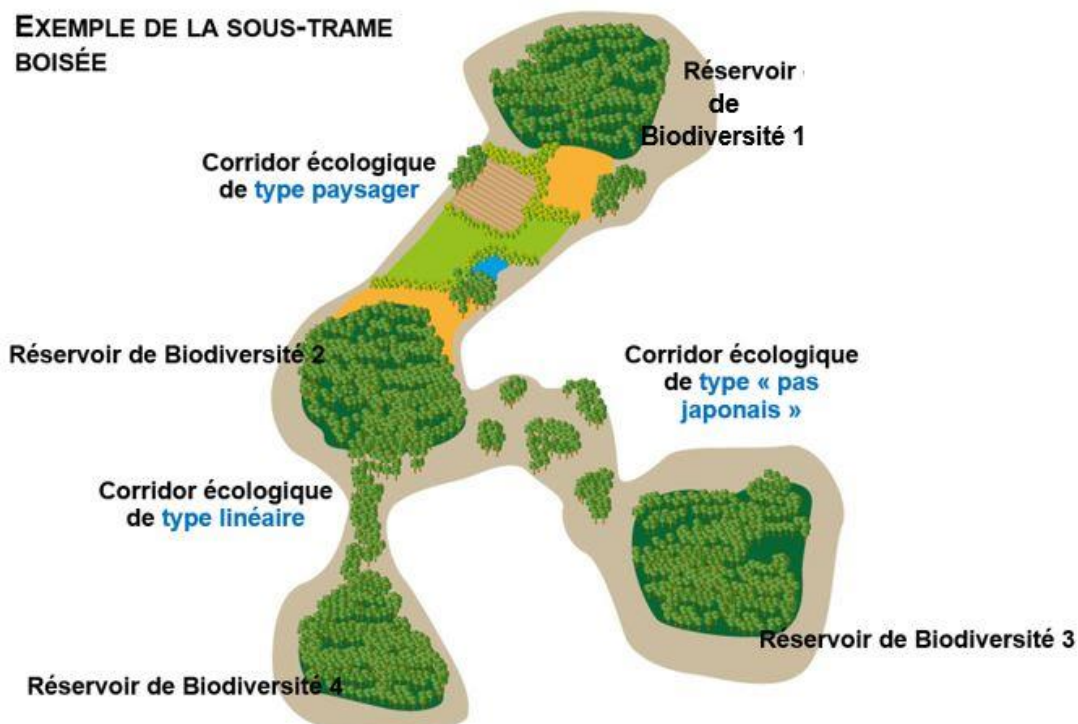 EXEMPLE DE LA SOUS-TRAME
BOISÉE
Réservoir
de
Biodiversité 1
Corridor écologique
de type paysager
Réservoir de Biodiversité 2
Corridor écologique
de type « pas
japonais »
Corridor écologique
de type linéaire
Réservoir de Biodiversité 3
Réservoir de Biodiversité 4